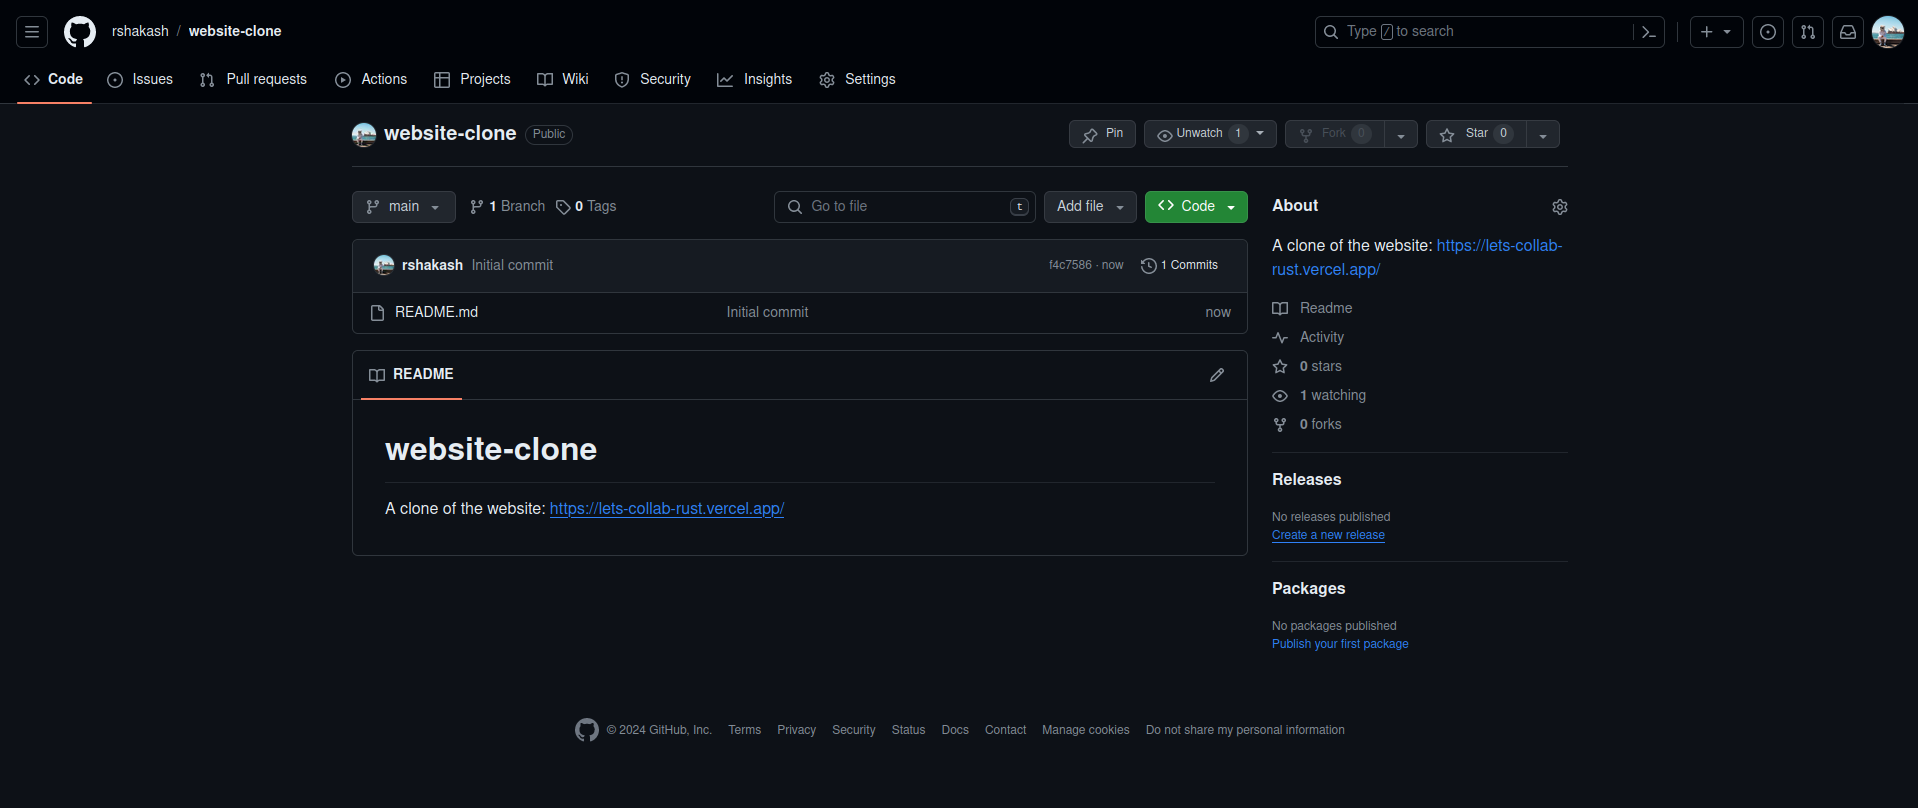 rshakash / website-clone
Type / to search
Code Issues Pull requests Actions Projects Wiki Security Insights Settings
website-clone Public
Pin Unwatch 1 Fork 0 Star 0
main 1 Branch 0 Tags Go to file t Add file Code
rshakash Initial commit f4c7586 · now 1 Commits
README.md Initial commit now
README
website-clone
A clone of the website: https://lets-collab-rust.vercel.app/
About
A clone of the website: https://lets-collab-
rust.vercel.app/
Readme
Activity
0 stars
1 watching
0 forks
Releases
No releases published
Create a new release
Packages
No packages published
Publish your first package
© 2024 GitHub, Inc. Terms Privacy Security Status Docs Contact Manage cookies Do not share my personal information